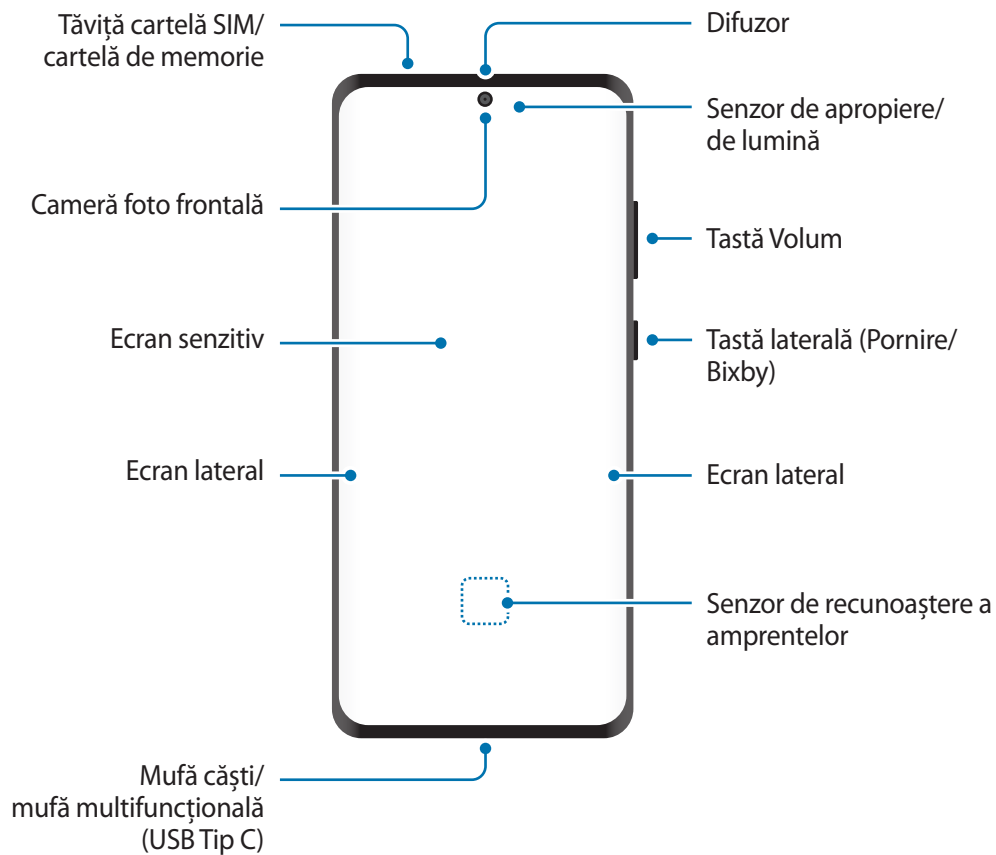 Tăviță cartelă SIM/
cartelă de memorie
Difuzor
Senzor de apropiere/
de lumină
Cameră foto frontală
Tastă Volum
Ecran senzitiv
Tastă laterală (Pornire/
Bixby)
Ecran lateral
Ecran lateral
Senzor de recunoaștere a
amprentelor
Mufă căști/
mufă multifuncțională
(USB Tip C)